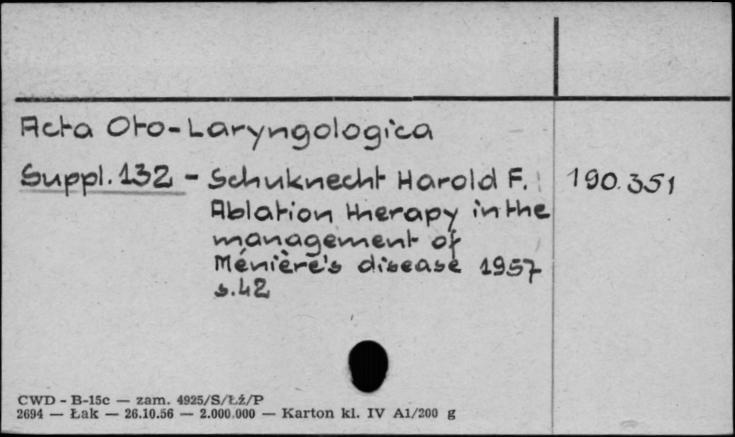 Acta Oto-Laryngologica
Suppl. 132 - Schuknecht Harold F. 190.351
Ablation therapy in the
management of
Ménière's disease 1957
s.42
CWD - B-15c — zam. 4925/S/Łź/P
2694 — Łak — 26.10.56 — 2.000.000 — Karton kl. IV A1/200 g